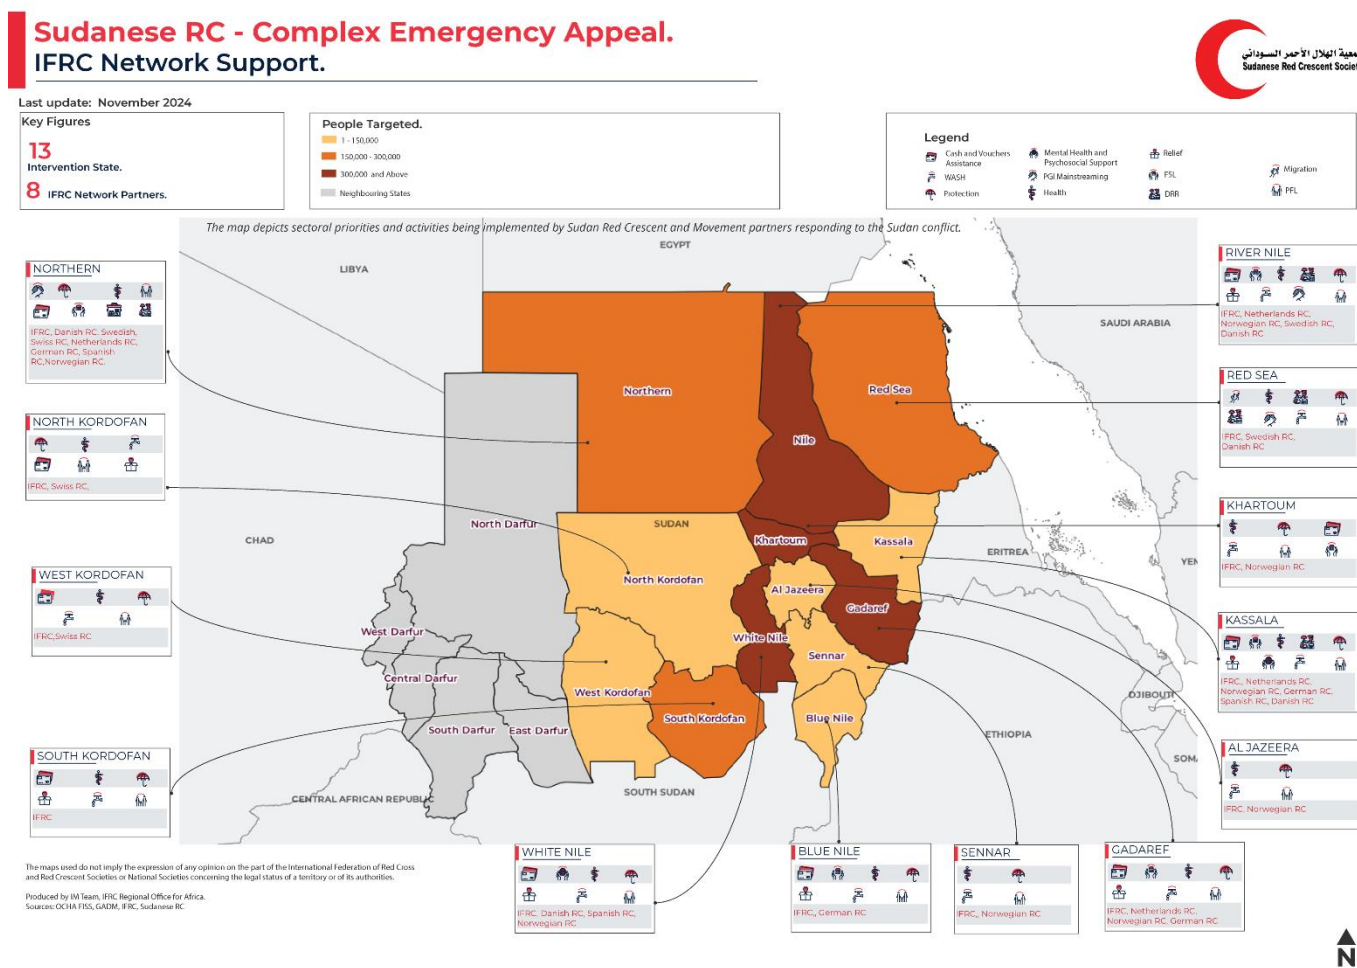 Sudanese RC - Complex Emergency Appeal.
IFRC Network Support.
Sudanese Red Crescent Societ
Last update: November 2024
Key Figures
13
Intervention State.
8 IFRC Network Partners.
People Targeted.
1 - 150,000
150,000 - 300,000
300,000 and Above
Neighbouring States
Legend
Cash and Vouchers
Assistance
WASH
Protection
Mental Health and
Psychosocial Support
PGI Mainstreaming
Health
Relief
FSL
DRR
Migration
PFL
The map depicts sectoral priorities and activities being implemented by Sudan Red Crescent and Movement partners responding to the Sudan conflict.
NORTHERN
IFRC, Danish RC, Swedish,
Swiss RC, Netherlands RC,
German RC, Spanish
RC,Norwegian RC.
NORTH KORDOFAN
IFRC, Swiss RC,
WEST KORDOFAN
IFRC,Swiss RC
SOUTH KORDOFAN
IFRC
EGYPT
LIBYA
SAUDI ARABIA
CHAD
SUDAN
ERITREA
YEN
DJIBOUTI
ETHIOPIA
SOM
SOUTH SUDAN
CENTRAL AFRICAN REPUBLIC
Northern
Red Sea
Nile
North Darfur
Khartoum
Kassala
North Kordofan
Al Jazeera
Gadaref
West Darfur
White Nile
Sennar
Central Darfur
West Kordofan
South Kordofan
Blue Nile
South Darfur
East Darfur
RIVER NILE
IFRC, Netherlands RC,
Norwegian RC, Swedish RC,
Danish RC
RED SEA
IFRC, Swedish RC,
Danish RC
KHARTOUM
IFRC, Norwegian RC
KASSALA
IFRC,, Netherlands RC,
Norwegian RC, German RC,
Spanish RC, Danish RC
AL JAZEERA
IFRC, Norwegian RC
WHITE NILE
IFRC, Danish RC, Spanish RC,
Norwegian RC
BLUE NILE
IFRC,, German RC
SENNAR
IFRC,, Norwegian RC
GADAREF
IFRC, Netherlands RC,
Norwegian RC, German RC
The maps used do not imply the expression of any opinion on the part of the International Federation of Red Cross
and Red Crescent Societies or National Societies concerning the legal status of a territory or of its authorities.
Produced by IM Team, IFRC Regional Office for Africa.
Sources: OCHA FISS, GADM, IFRC, Sudanese RC
N